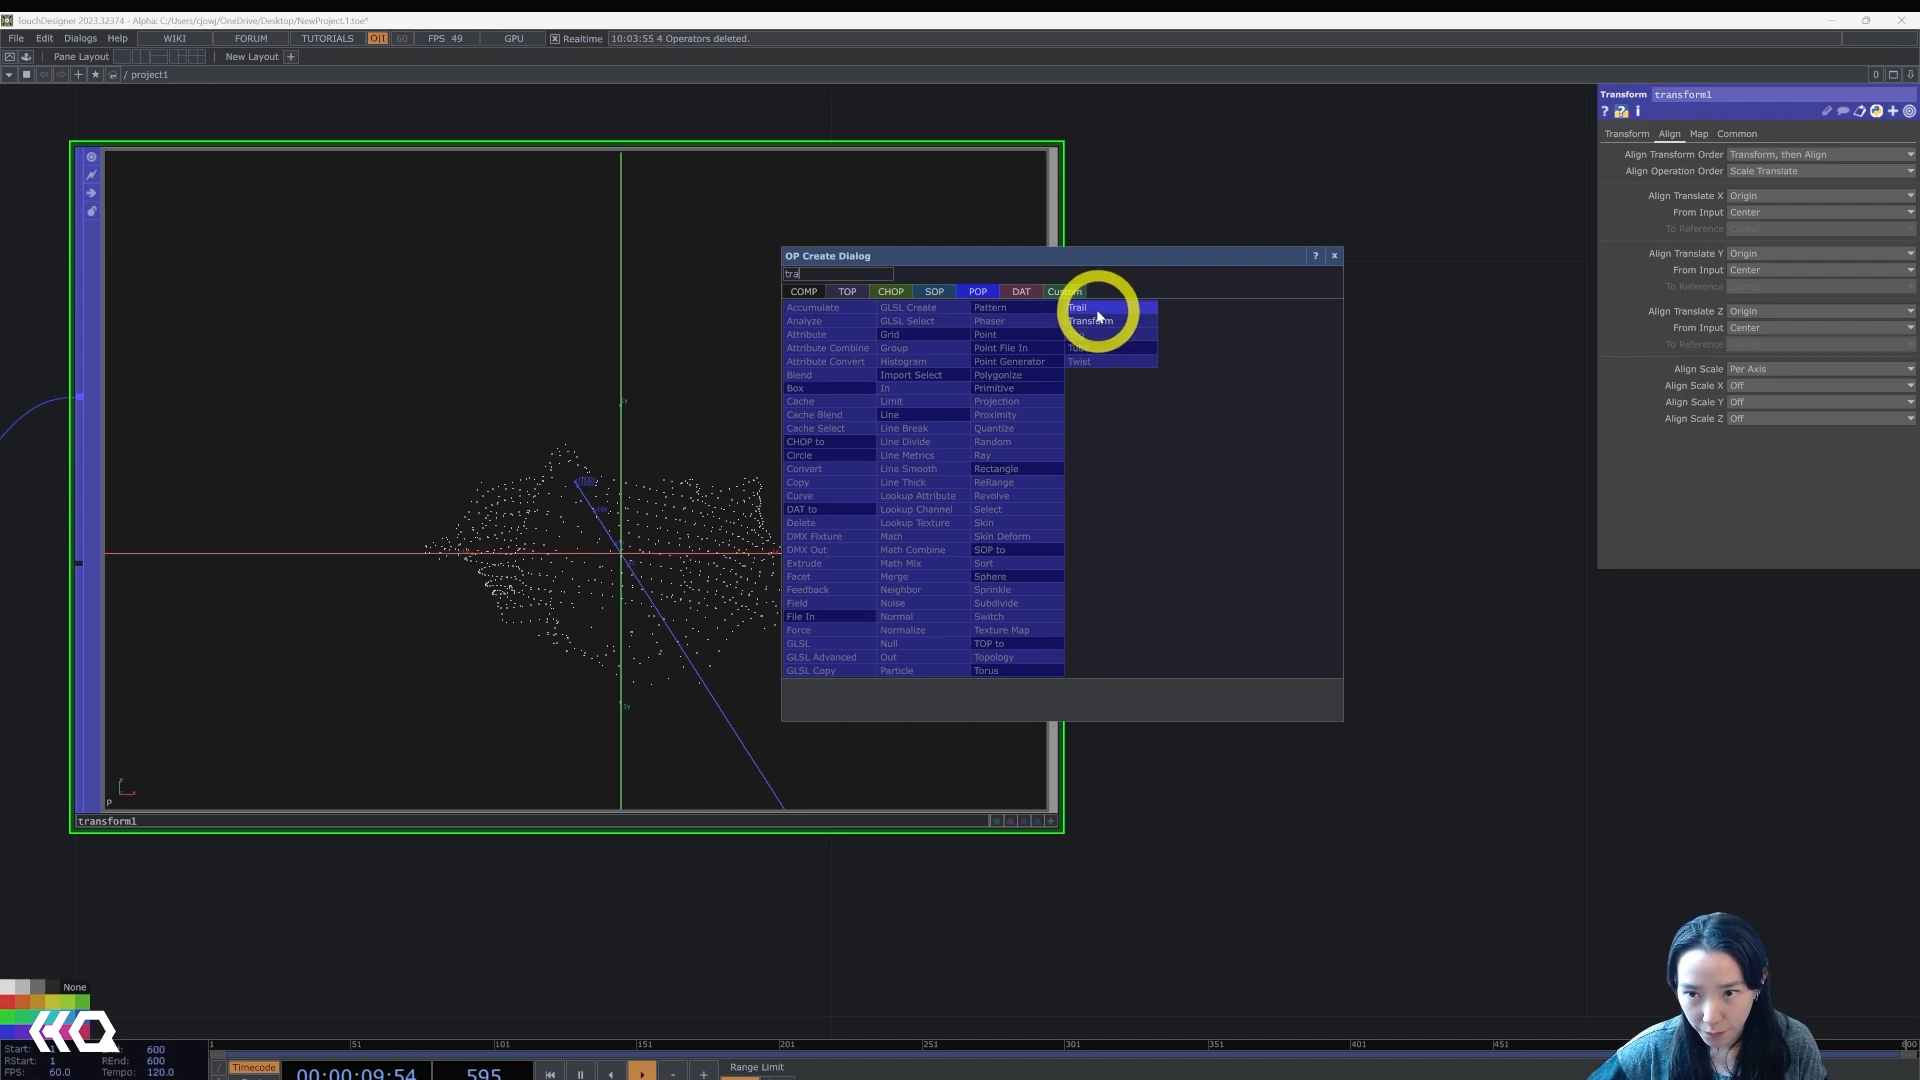 TouchDesigner 2023.32374 - Alpha: C:/Users/cjowj/OneDrive/Desktop/NewProject.1.toe*
File Edit Dialogs Help WIKI FORUM TUTORIALS O|I 60 FPS 49 GPU Realtime 10:03:55 4 Operators deleted.
Pane Layout New Layout +
/ project1 0
Transform transform1
? ? i
Transform Align Map Common
Align Transform Order Transform, then Align
Align Operation Order Scale Translate
Align Translate X Origin
From Input Center
To Reference Center
Align Translate Y Origin
From Input Center
To Reference Center
Align Translate Z Origin
From Input Center
To Reference Center
Align Scale Per Axis
Align Scale X Off
Align Scale Y Off
Align Scale Z Off
OP Create Dialog ? x
tra
COMP TOP CHOP SOP POP DAT Custom
Accumulate GLSL Create Pattern Trail
Analyze GLSL Select Phaser Transform
Attribute Grid Point
Attribute Combine Group Point File In
Attribute Convert Histogram Point Generator Twist
Blend Import Select Polygonize
Box In Primitive
Cache Limit Projection
Cache Blend Line Proximity
Cache Select Line Break Quantize
CHOP to Line Divide Random
Circle Line Metrics Ray
Convert Line Smooth Rectangle
Copy Line Thick ReRange
Curve Lookup Attribute Revolve
DAT to Lookup Channel Select
Delete Lookup Texture Skin
DMX Fixture Math Skin Deform
DMX Out Math Combine SOP to
Extrude Math Mix Sort
Facet Merge Sphere
Feedback Neighbor Sprinkle
Field Noise Subdivide
File In Normal Switch
Force Normalize Texture Map
GLSL Null TOP to
GLSL Advanced Out Topology
GLSL Copy Particle Torus
P
transform1
None
Start: 1 600
RStart: 1 REnd: 600
FPS: 60.0 Tempo: 120.0
1 51 101 151 201 251 301 351 401 451 600
Timecode 00:00:09:54 595 Range Limit